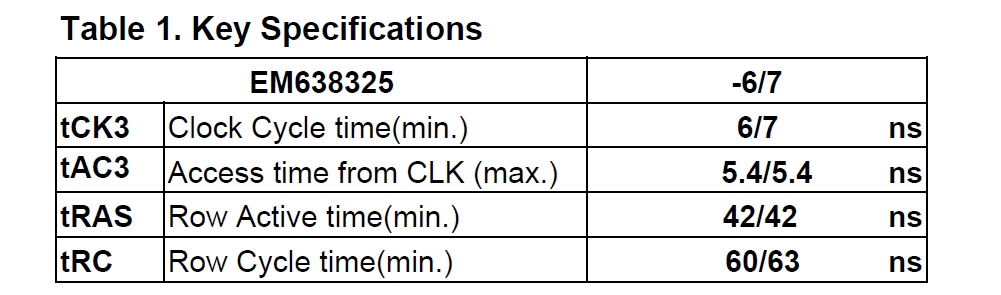 Table 1. Key Specifications
EM638325 -6/7
tCK3 Clock Cycle time(min.) 6/7 ns
tAC3 Access time from CLK (max.) 5.4/5.4 ns
tRAS Row Active time(min.) 42/42 ns
tRC Row Cycle time(min.) 60/63 ns